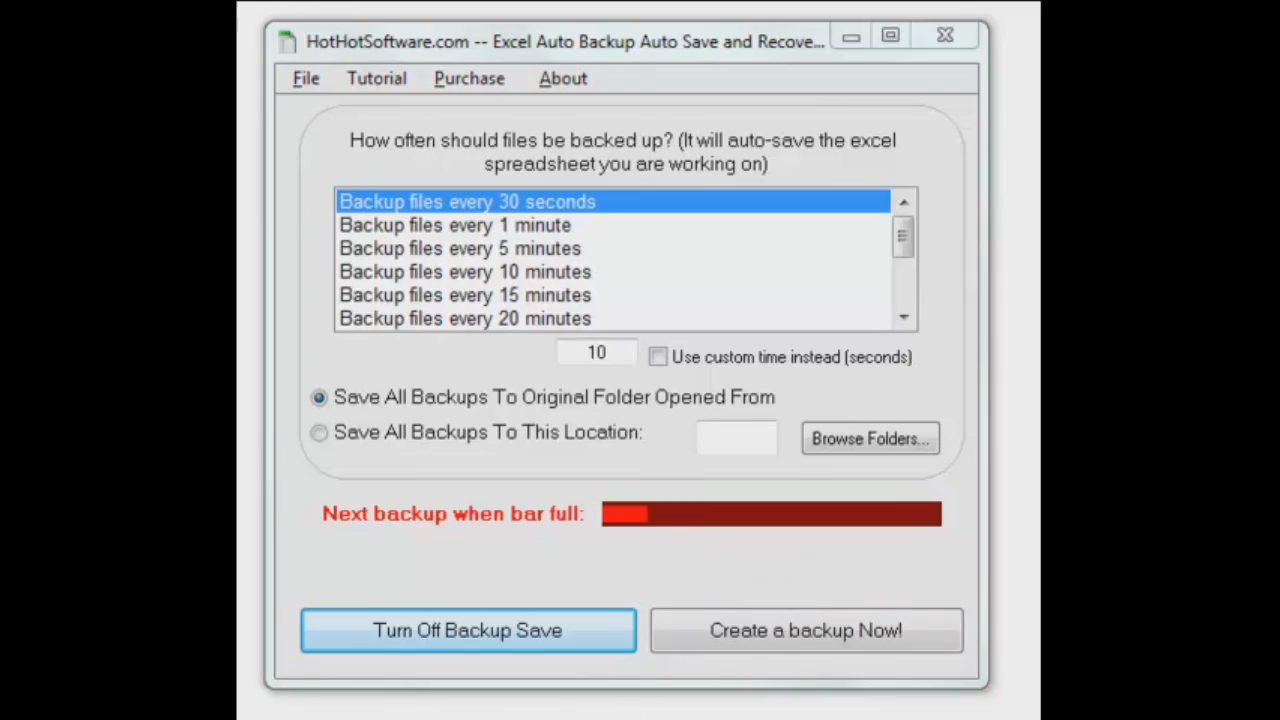 HotHotSoftware.com -- Excel Auto Backup Auto Save and Recove...
File Tutorial Purchase About
How often should files be backed up? (It will auto-save the excel
spreadsheet you are working on)
Backup files every 30 seconds
Backup files every 1 minute
Backup files every 5 minutes
Backup files every 10 minutes
Backup files every 15 minutes
Backup files every 20 minutes
10 Use custom time instead (seconds)
Save All Backups To Original Folder Opened From
Save All Backups To This Location: Browse Folders...
Next backup when bar full:
Turn Off Backup Save Create a backup Now!